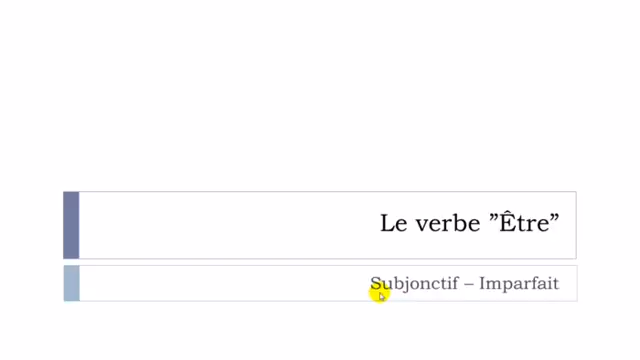 Le verbe ”Être”
Subjonctif – Imparfait